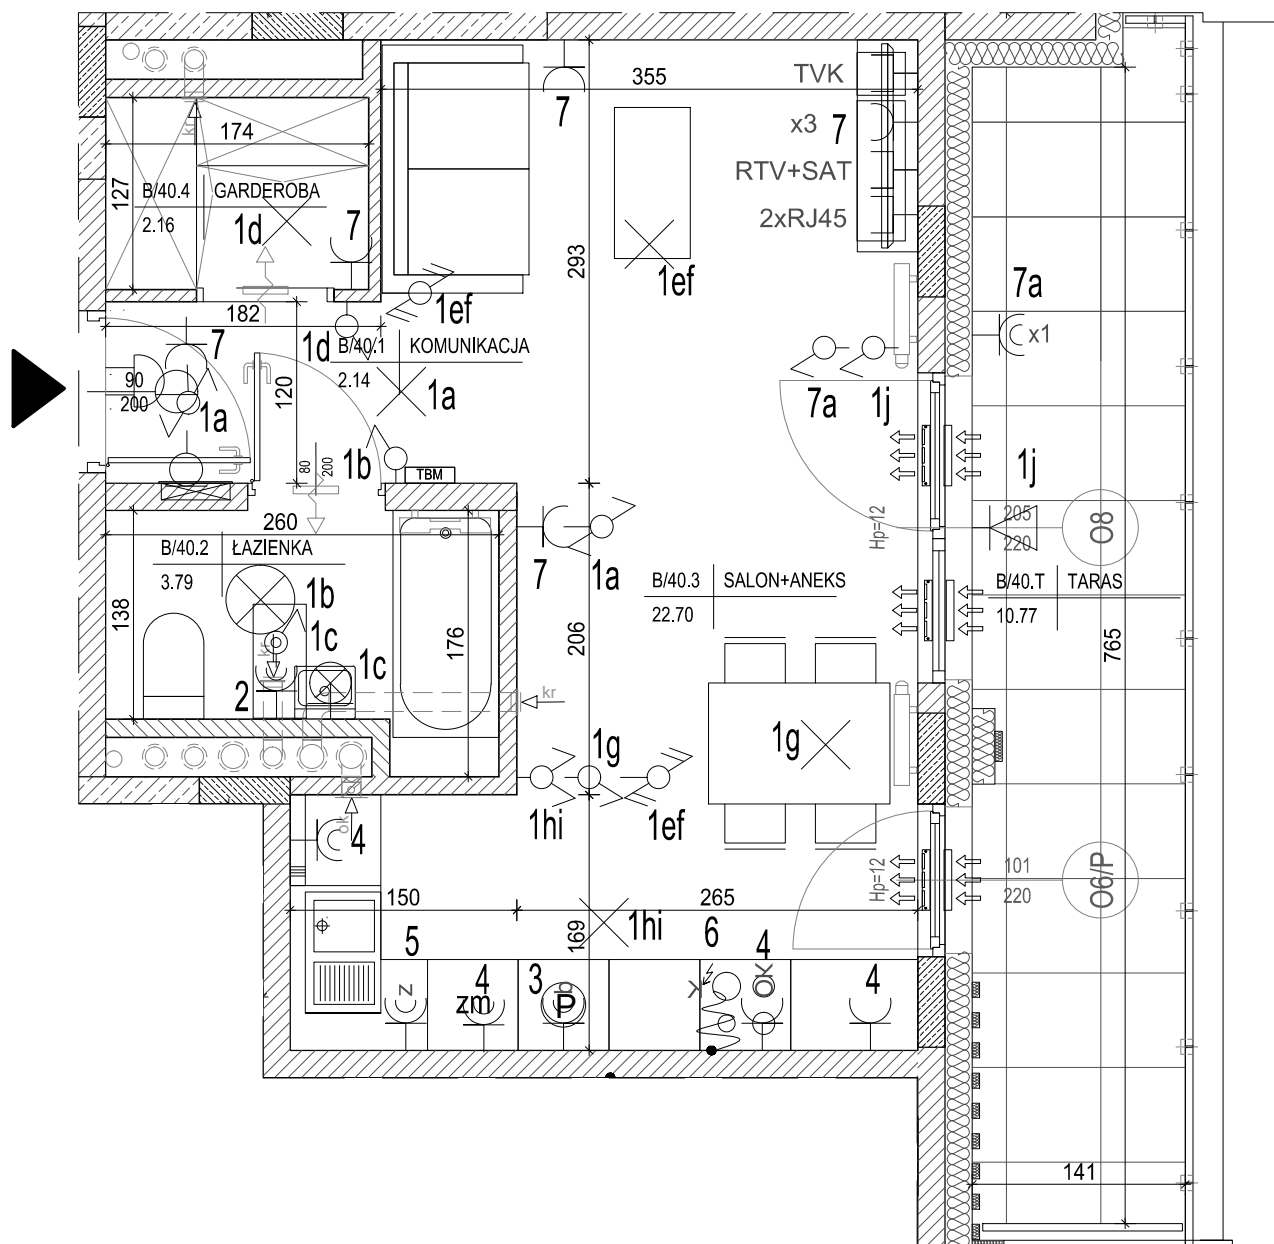 355
7
TVK
x3 7
RTV+SAT
2xRJ45
kr
174
127
B/40.4 GARDEROBA
2.16
1d
7
293
1ef
1ef
7a
x1
182
7
1d
B/40.1 KOMUNIKACJA
2.14
1a
90
200
1a
120
7a
1j
80
200
1b
TBM
1j
260
Hp=12
205
220
O8
B/40.2 ŁAZIENKA
3.79
7
1a
B/40.3 SALON+ANEKS
22.70
B/40.T TARAS
10.77
138
1b
1c
kr
1c
2
176
206
765
kr
1g
1g
1hi
1ef
ok
4
Hp=12
101
220
O6/P
150
265
169
1hi
5
4
3
6
4
4
z
zm
b
P
K
OK
141